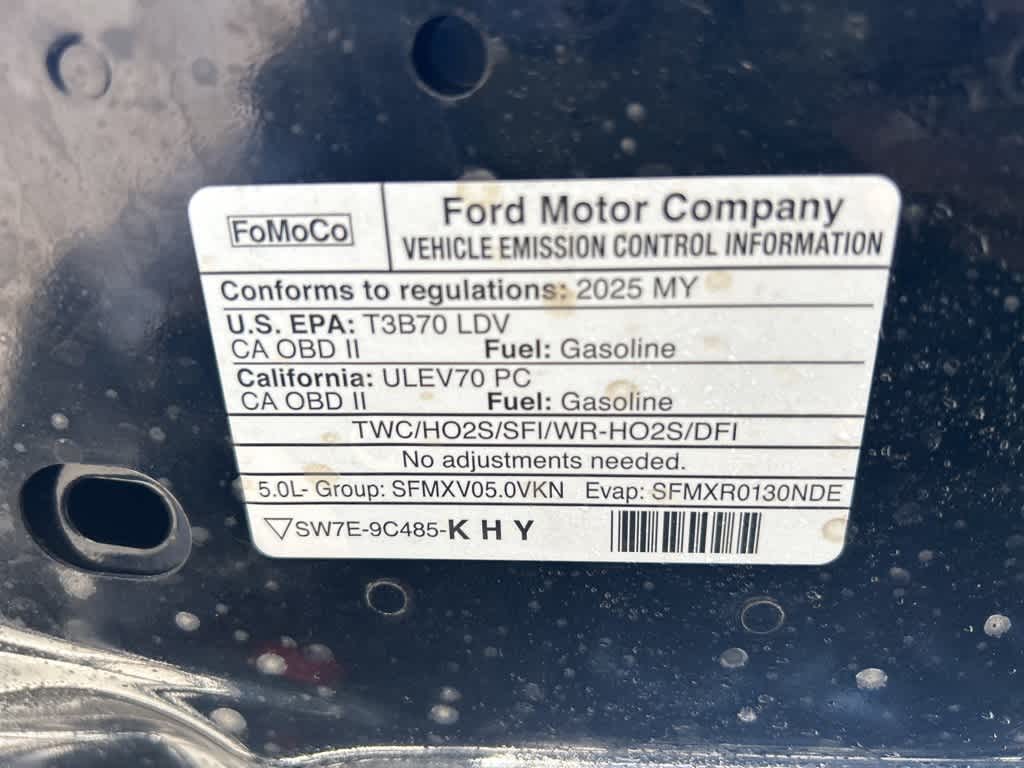 FoMoCo
Ford Motor Company
VEHICLE EMISSION CONTROL INFORMATION
Conforms to regulations: 2025 MY
U.S. EPA: T3B70 LDV
CA OBD II Fuel: Gasoline
California: ULEV70 PC
CA OBD II Fuel: Gasoline
TWC/HO2S/SFI/WR-HO2S/DFI
No adjustments needed.
5.0L- Group: SFMXV05.0VKN Evap: SFMXR0130NDE
▽SW7E-9C485-K H Y